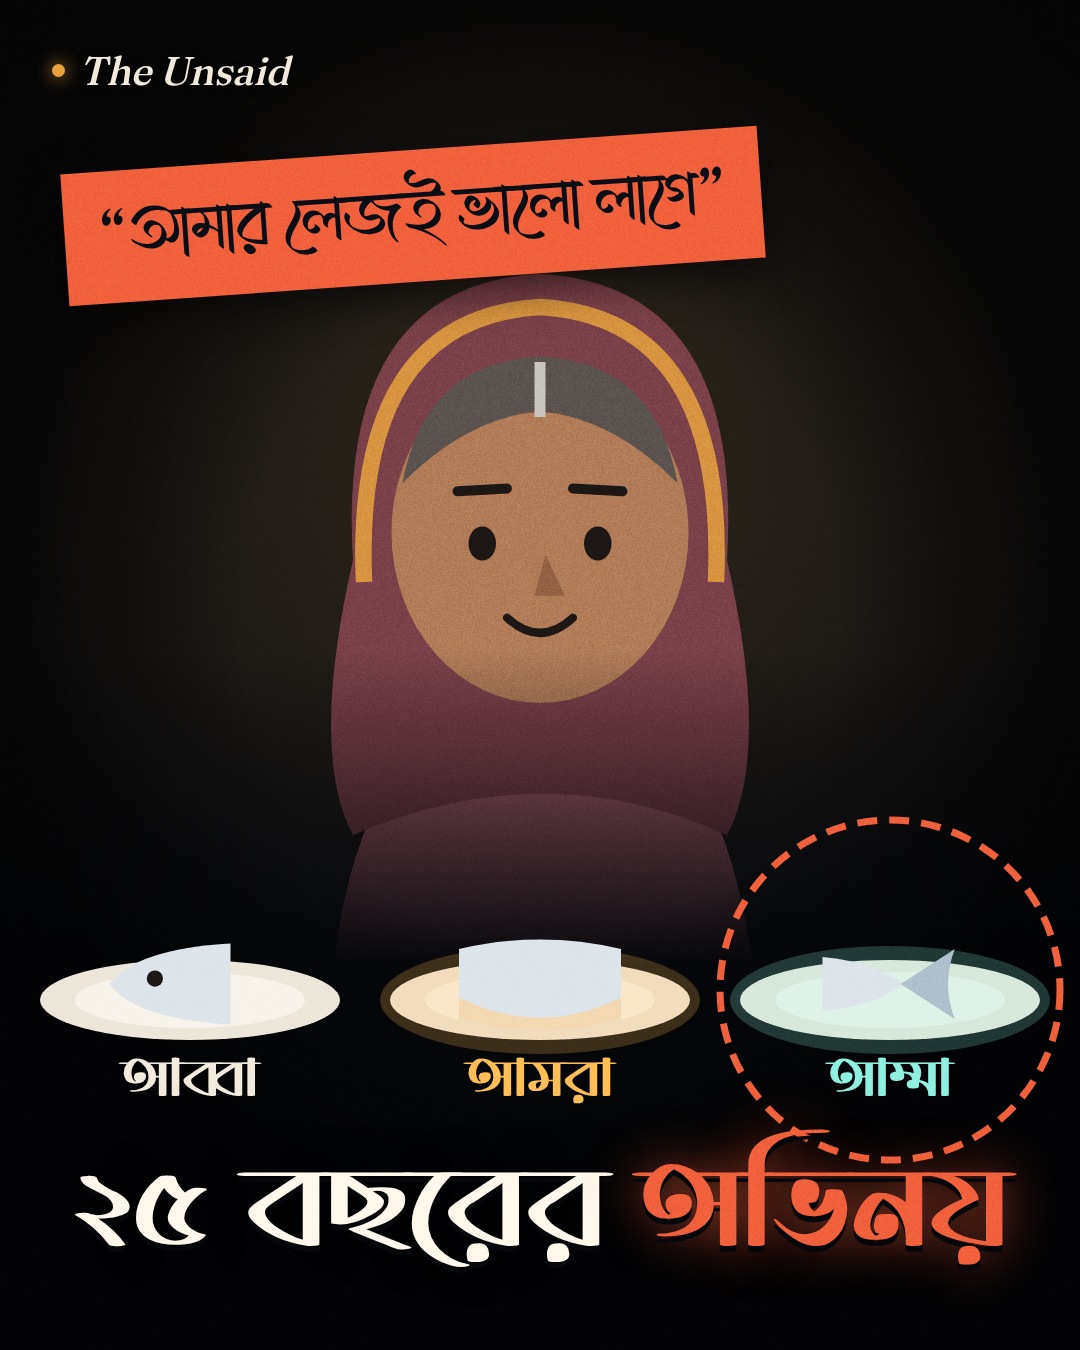 The Unsaid
“আমার লেজই ভালো লাগে”
আব্বা
আমরা
আম্মা
২৫ বছরের অভিনয়